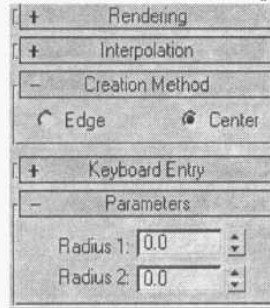 + Rendering
+ Interpolation
- Creation Method
Edge Center
+ Keyboard Entry
- Parameters
Radius 1: 0.0
Radius 2: 0.0